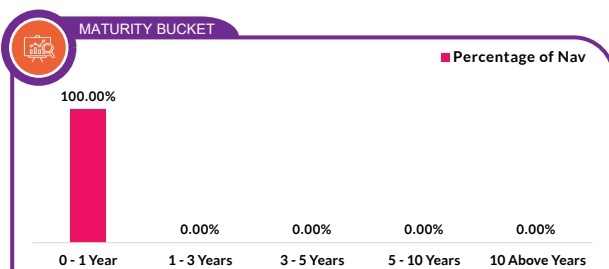 MATURITY BUCKET
Percentage of Nav
100.00%
0.00% 0.00% 0.00% 0.00%
0 - 1 Year 1 - 3 Years 3 - 5 Years 5 - 10 Years 10 Above Years